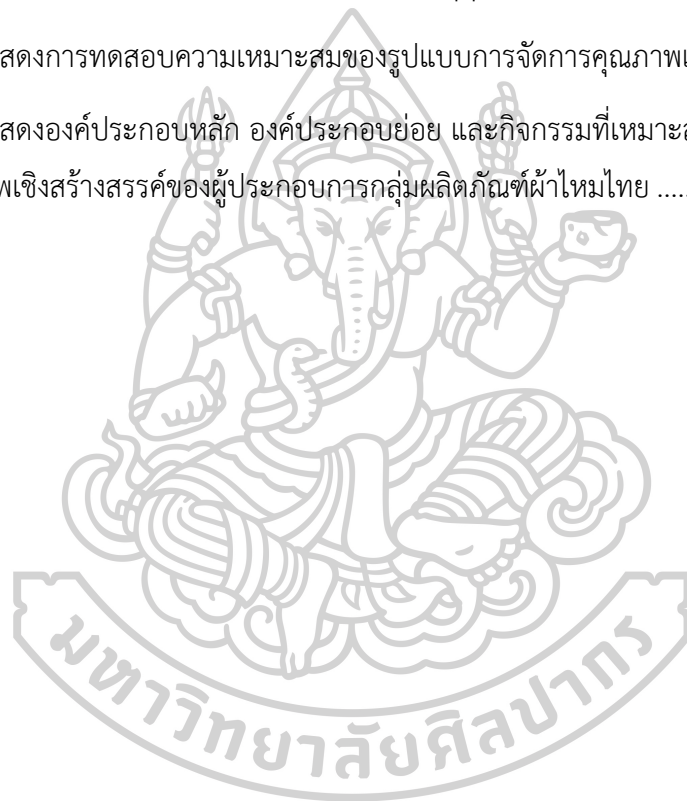 สดงการทดสอบความเหมาะสมของรูปแบบการจัดการคุณภาพเ
สดงองค์ประกอบหลัก องค์ประกอบย่อย และกิจกรรมที่เหมาะส
พเชิงสร้างสรรค์ของผู้ประกอบการกลุ่มผลิตภัณฑ์ผ้าไหมไทย .....
มหาวิทยาลัยศิลปากร